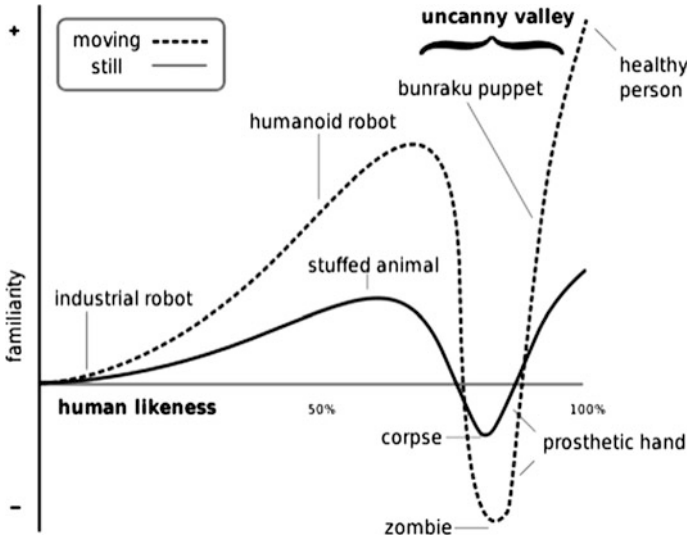 +
uncanny valley
moving
still
healthy
person
bunraku puppet
humanoid robot
stuffed animal
industrial robot
familiarity
human likeness
50%
100%
corpse
prosthetic hand
–
zombie